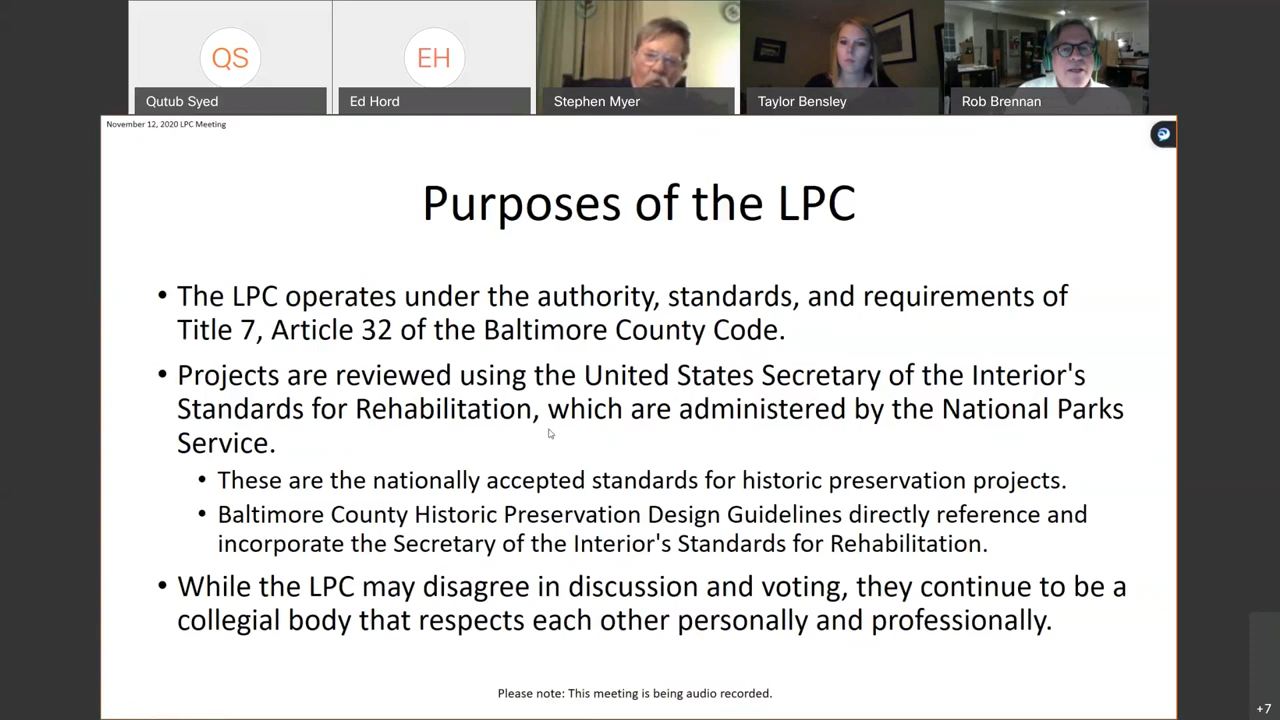 QS
EH
Qutub Syed
Ed Hord
Stephen Myer
Taylor Bensley
Rob Brennan
November 12, 2020 LPC Meeting
Purposes of the LPC
• The LPC operates under the authority, standards, and requirements of
Title 7, Article 32 of the Baltimore County Code.
• Projects are reviewed using the United States Secretary of the Interior's
Standards for Rehabilitation, which are administered by the National Parks
Service.
• These are the nationally accepted standards for historic preservation projects.
• Baltimore County Historic Preservation Design Guidelines directly reference and
incorporate the Secretary of the Interior's Standards for Rehabilitation.
• While the LPC may disagree in discussion and voting, they continue to be a
collegial body that respects each other personally and professionally.
Please note: This meeting is being audio recorded.
+7